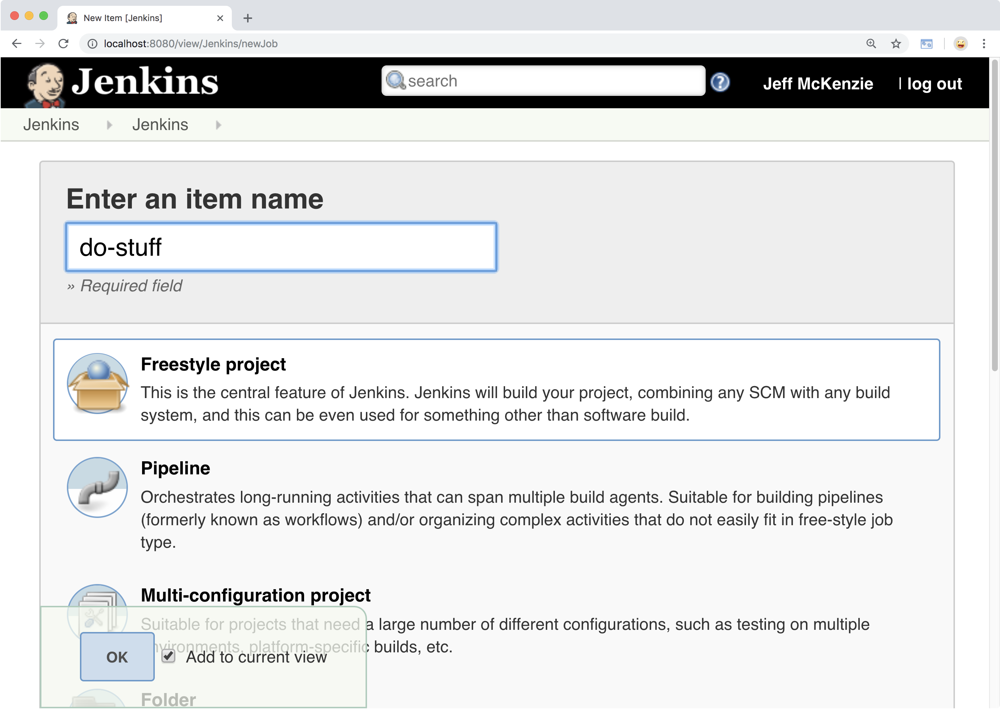 New Item [Jenkins]
localhost:8080/view/Jenkins/newJob
Jenkins
search
Jeff McKenzie
| log out
Jenkins
Jenkins
Enter an item name
do-stuff
» Required field
Freestyle project
This is the central feature of Jenkins. Jenkins will build your project, combining any SCM with any build
system, and this can be even used for something other than software build.
Pipeline
Orchestrates long-running activities that can span multiple build agents. Suitable for building pipelines
(formerly known as workflows) and/or organizing complex activities that do not easily fit in free-style job
type.
Multi-configuration project
Suitable for projects that need a large number of different configurations, such as testing on multiple
environments, platform-specific builds, etc.
OK
Add to current view
Folder